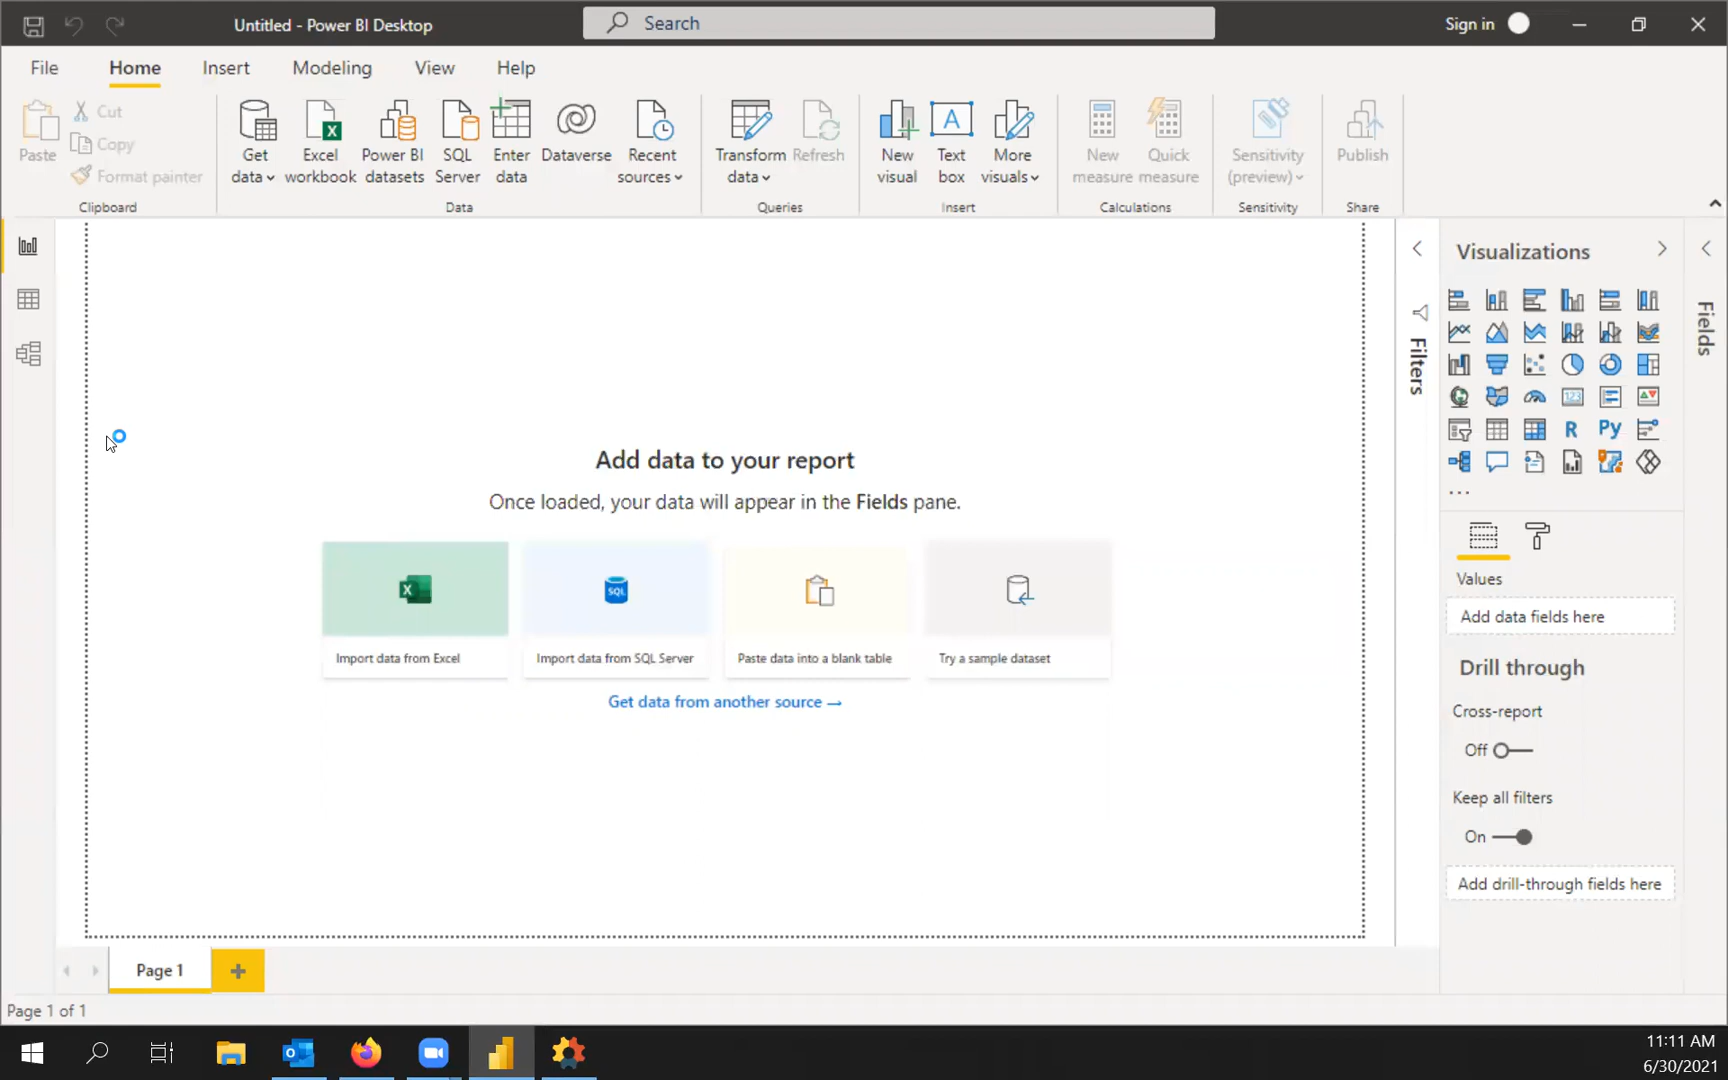 Untitled - Power BI Desktop
Search
Sign in
File
Home
Insert
Modeling
View
Help
Paste
Cut
Copy
Format painter
Clipboard
Get
data
Excel
workbook
Power BI
datasets
SQL
Server
Enter
data
Dataverse
Recent
sources
Data
Transform
data
Refresh
Queries
New
visual
Text
box
More
visuals
Insert
New
measure
Quick
measure
Calculations
Sensitivity
(preview)
Sensitivity
Publish
Share
Add data to your report
Once loaded, your data will appear in the Fields pane.
SQL
Import data from Excel
Import data from SQL Server
Paste data into a blank table
Try a sample dataset
Get data from another source →
Filters
Visualizations
Fields
123
R
Py
...
Values
Add data fields here
Drill through
Cross-report
Off
Keep all filters
On
Add drill-through fields here
Page 1
Page 1 of 1
11:11 AM
6/30/2021